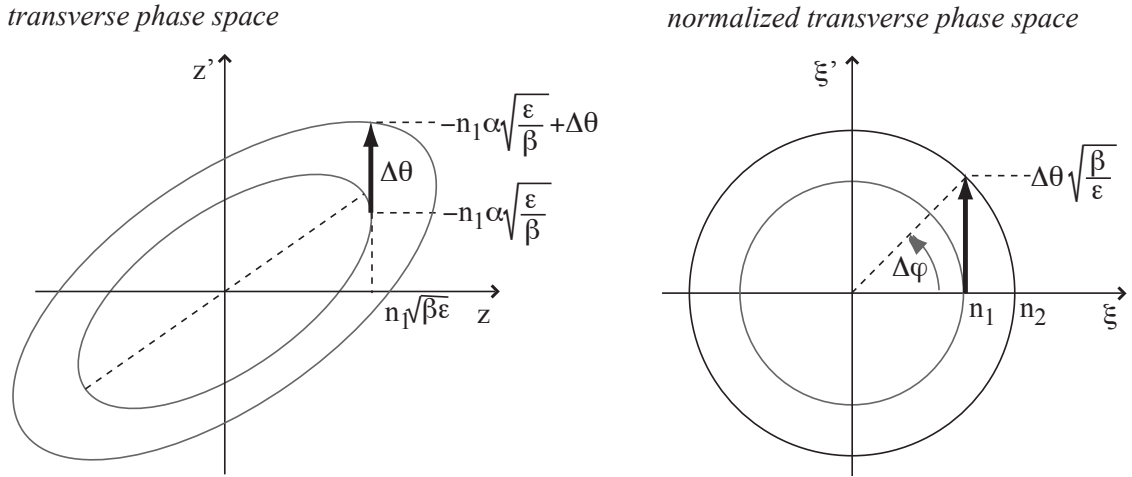 transverse phase space
normalized transverse phase space
z'
−n₁α√(ε/β) +Δθ
Δθ
−n₁α√(ε/β)
n₁√βε
z
ξ'
Δθ√(β/ε)
Δφ
n₁
n₂
ξ